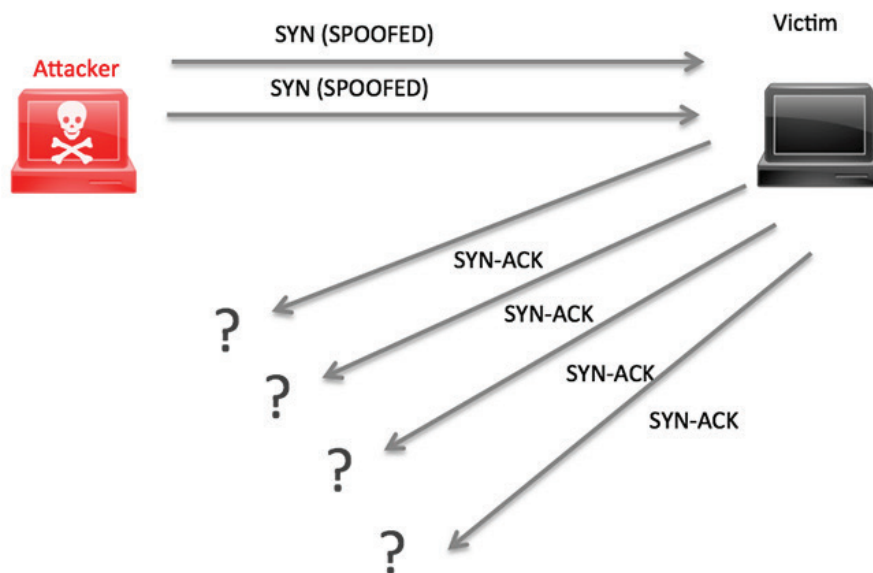 SYN (SPOOFED)
Victim
Attacker
SYN (SPOOFED)
SYN-ACK
?
SYN-ACK
?
SYN-ACK
?
SYN-ACK
?